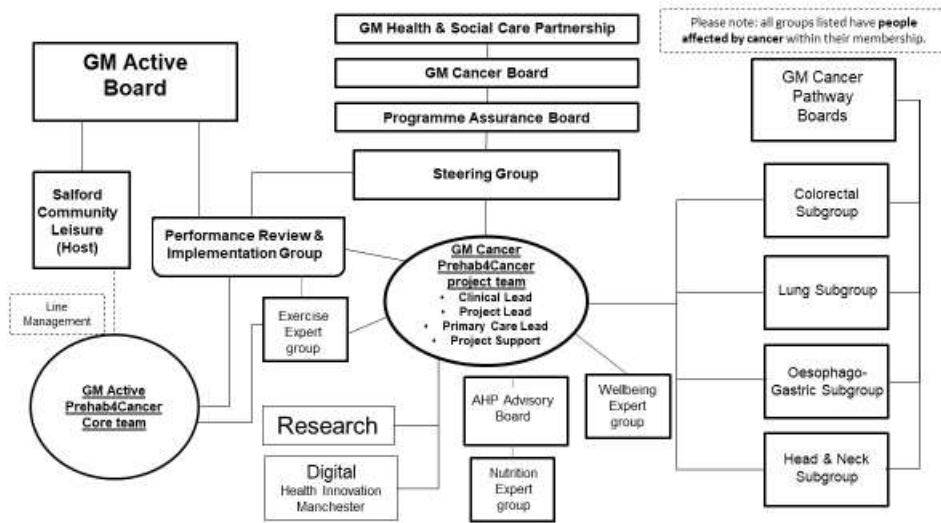 GM Health & Social Care Partnership
Please note: all groups listed have people
affected by cancer within their membership.
GM Active
Board
GM Cancer Board
GM Cancer
Pathway
Boards
Programme Assurance Board
Steering Group
Salford
Community
Leisure
(Host)
Colorectal
Subgroup
Performance Review &
Implementation Group
GM Cancer
Prehab4Cancer
project team
• Clinical Lead
• Project Lead
• Primary Care Lead
• Project Support
Lung Subgroup
Line
Management
Exercise
Expert
group
Oesophago-
Gastric Subgroup
GM Active
Prehab4Cancer
Core team
AHP Advisory
Board
Wellbeing
Expert
group
Research
Head & Neck
Subgroup
Digital
Health Innovation
Manchester
Nutrition
Expert
group